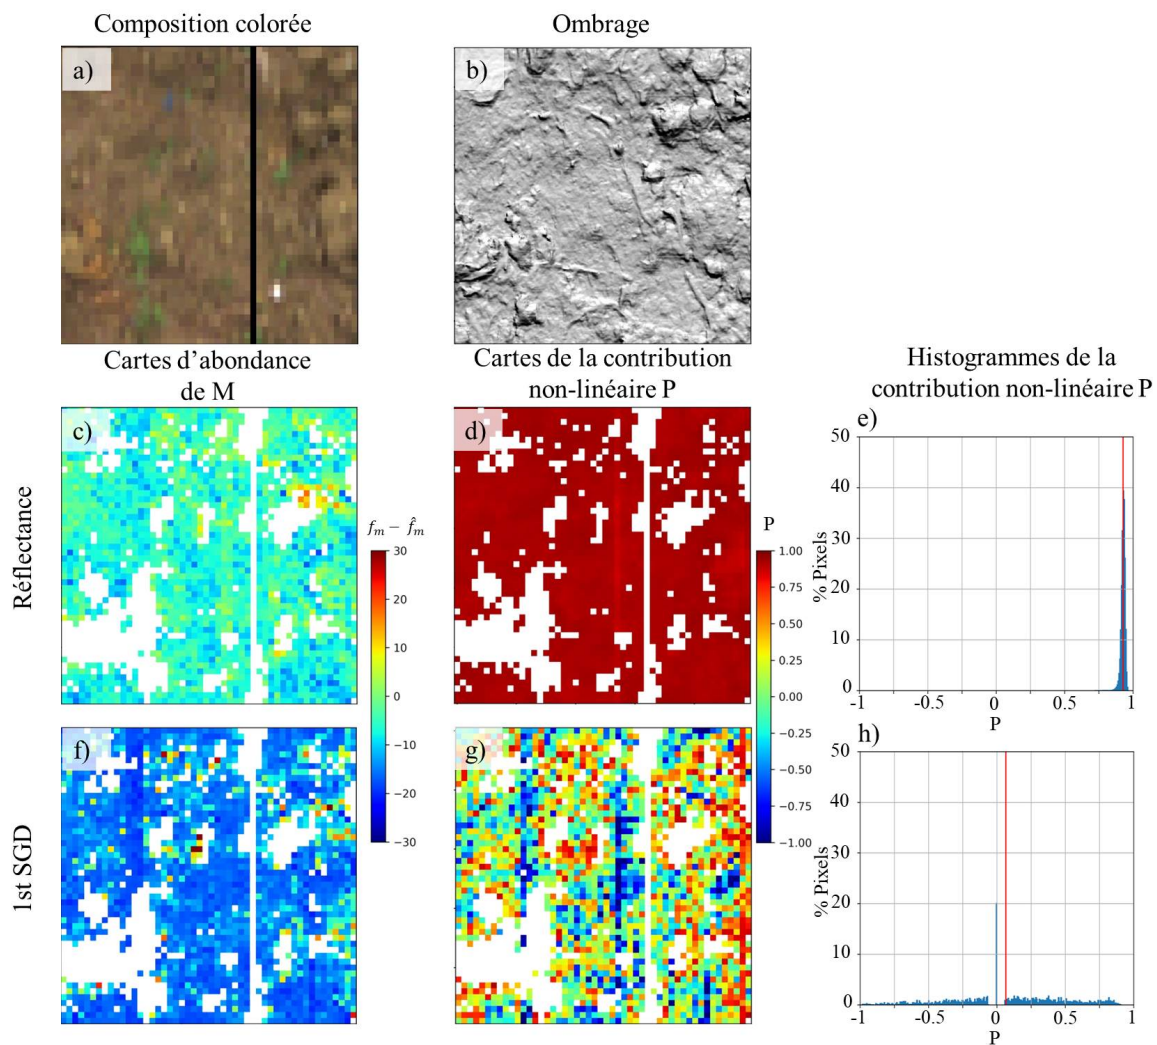 Composition colorée
Ombrage
a)
b)
Cartes d'abondance
de M
Cartes de la contribution
non-linéaire P
Histogrammes de la
contribution non-linéaire P
Réflectance
c)
d)
e)
f_m − f̂_m
30
20
10
0
−10
−20
−30
P
1.00
0.75
0.50
0.25
0.00
−0.25
−0.50
−0.75
−1.00
% Pixels
50
40
30
20
10
0
-1
-0.5
0
0.5
1
P
1st SGD
f)
g)
h)
% Pixels
50
40
30
20
10
0
-1
-0.5
0
0.5
1
P